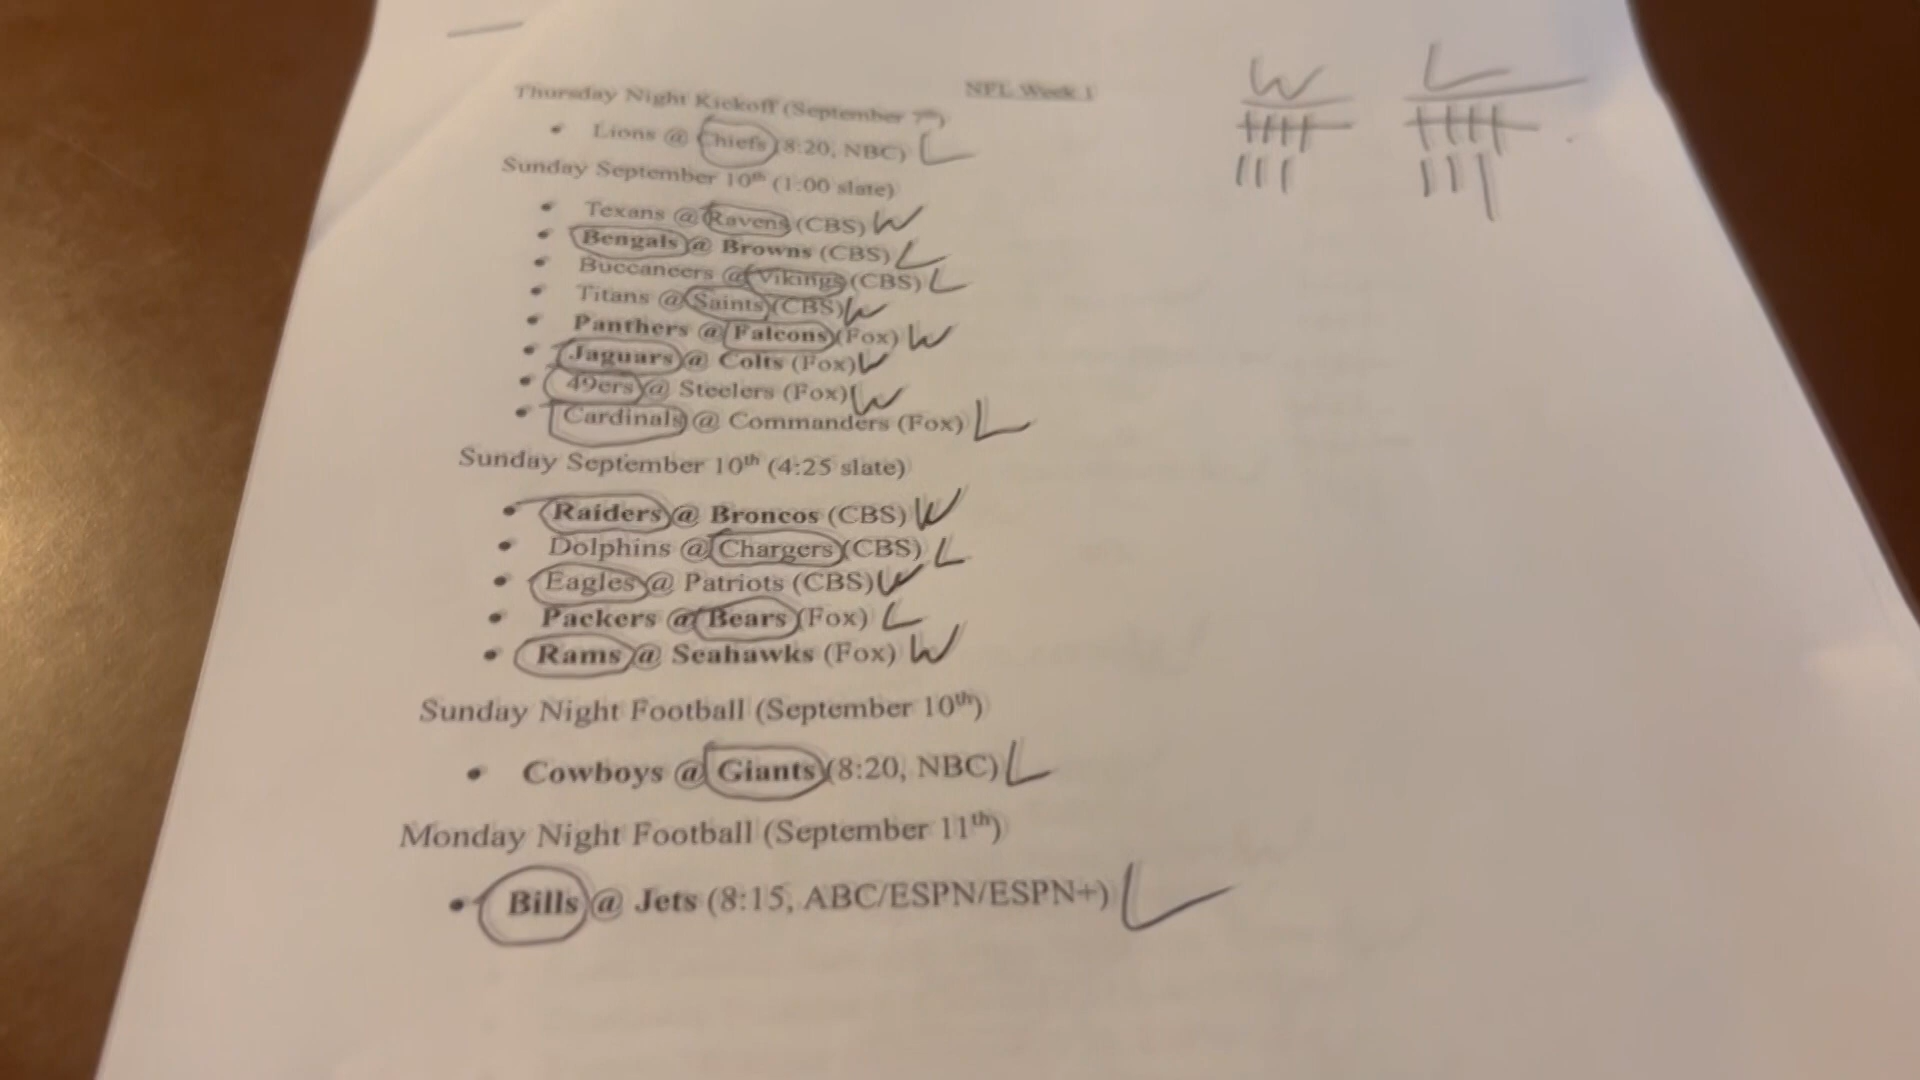 NFL Week 1
W L
Thursday Night Kickoff (September 7th)
• Lions @ Chiefs (8:20, NBC) L
Sunday September 10th (1:00 slate)
• Texans @ Ravens (CBS) W
• Bengals @ Browns (CBS) L
• Buccaneers @ Vikings (CBS) L
• Titans @ Saints (CBS) W
• Panthers @ Falcons (Fox) W
• Jaguars @ Colts (Fox) W
• 49ers @ Steelers (Fox) W
• Cardinals @ Commanders (Fox) L
Sunday September 10th (4:25 slate)
• Raiders @ Broncos (CBS) W
• Dolphins @ Chargers (CBS) L
• Eagles @ Patriots (CBS) W
• Packers @ Bears (Fox) L
• Rams @ Seahawks (Fox) W
Sunday Night Football (September 10th)
• Cowboys @ Giants (8:20, NBC) L
Monday Night Football (September 11th)
• Bills @ Jets (8:15, ABC/ESPN/ESPN+) L